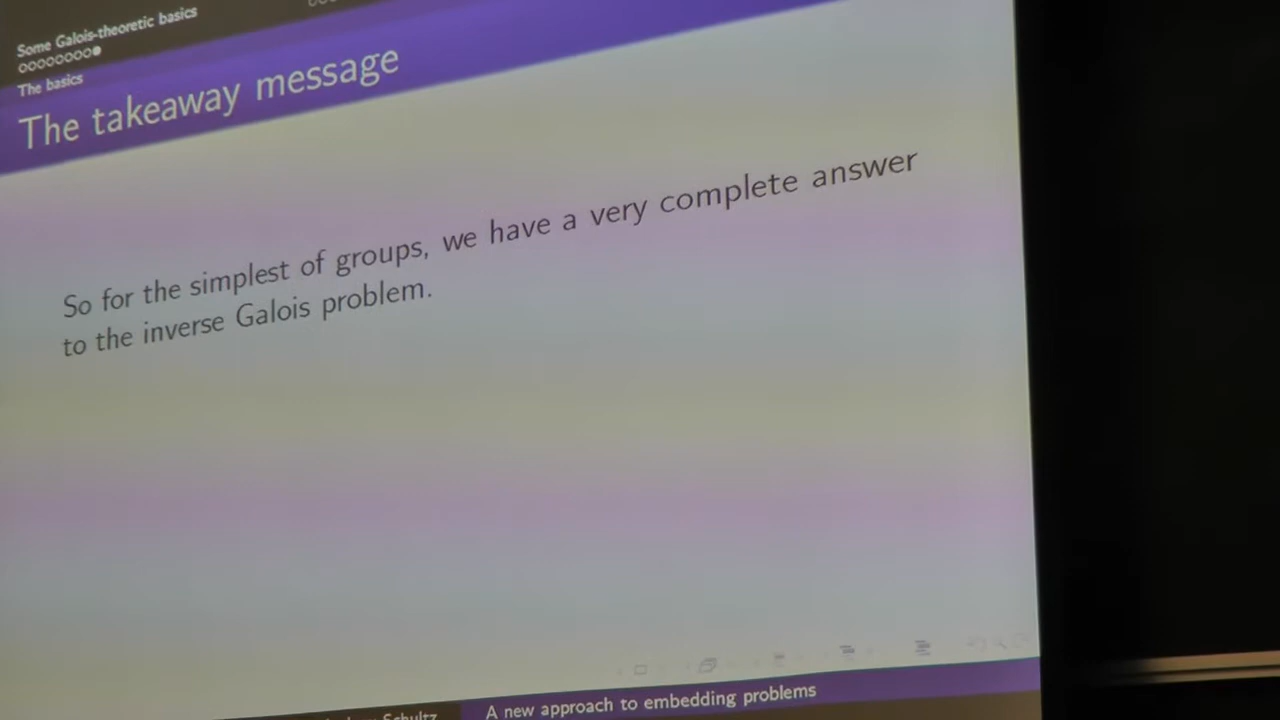 Some Galois-theoretic basics
The basics
The takeaway message
So for the simplest of groups, we have a very complete answer
to the inverse Galois problem.
Schultz
A new approach to embedding problems